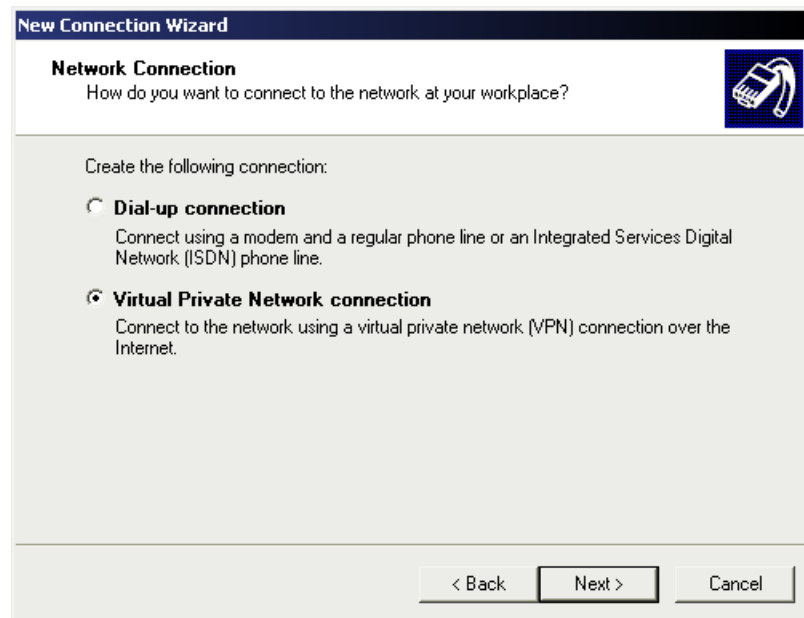 New Connection Wizard
Network Connection
How do you want to connect to the network at your workplace?
Create the following connection:
Dial-up connection
Connect using a modem and a regular phone line or an Integrated Services Digital
Network (ISDN) phone line.
Virtual Private Network connection
Connect to the network using a virtual private network (VPN) connection over the
Internet.
< Back
Next >
Cancel